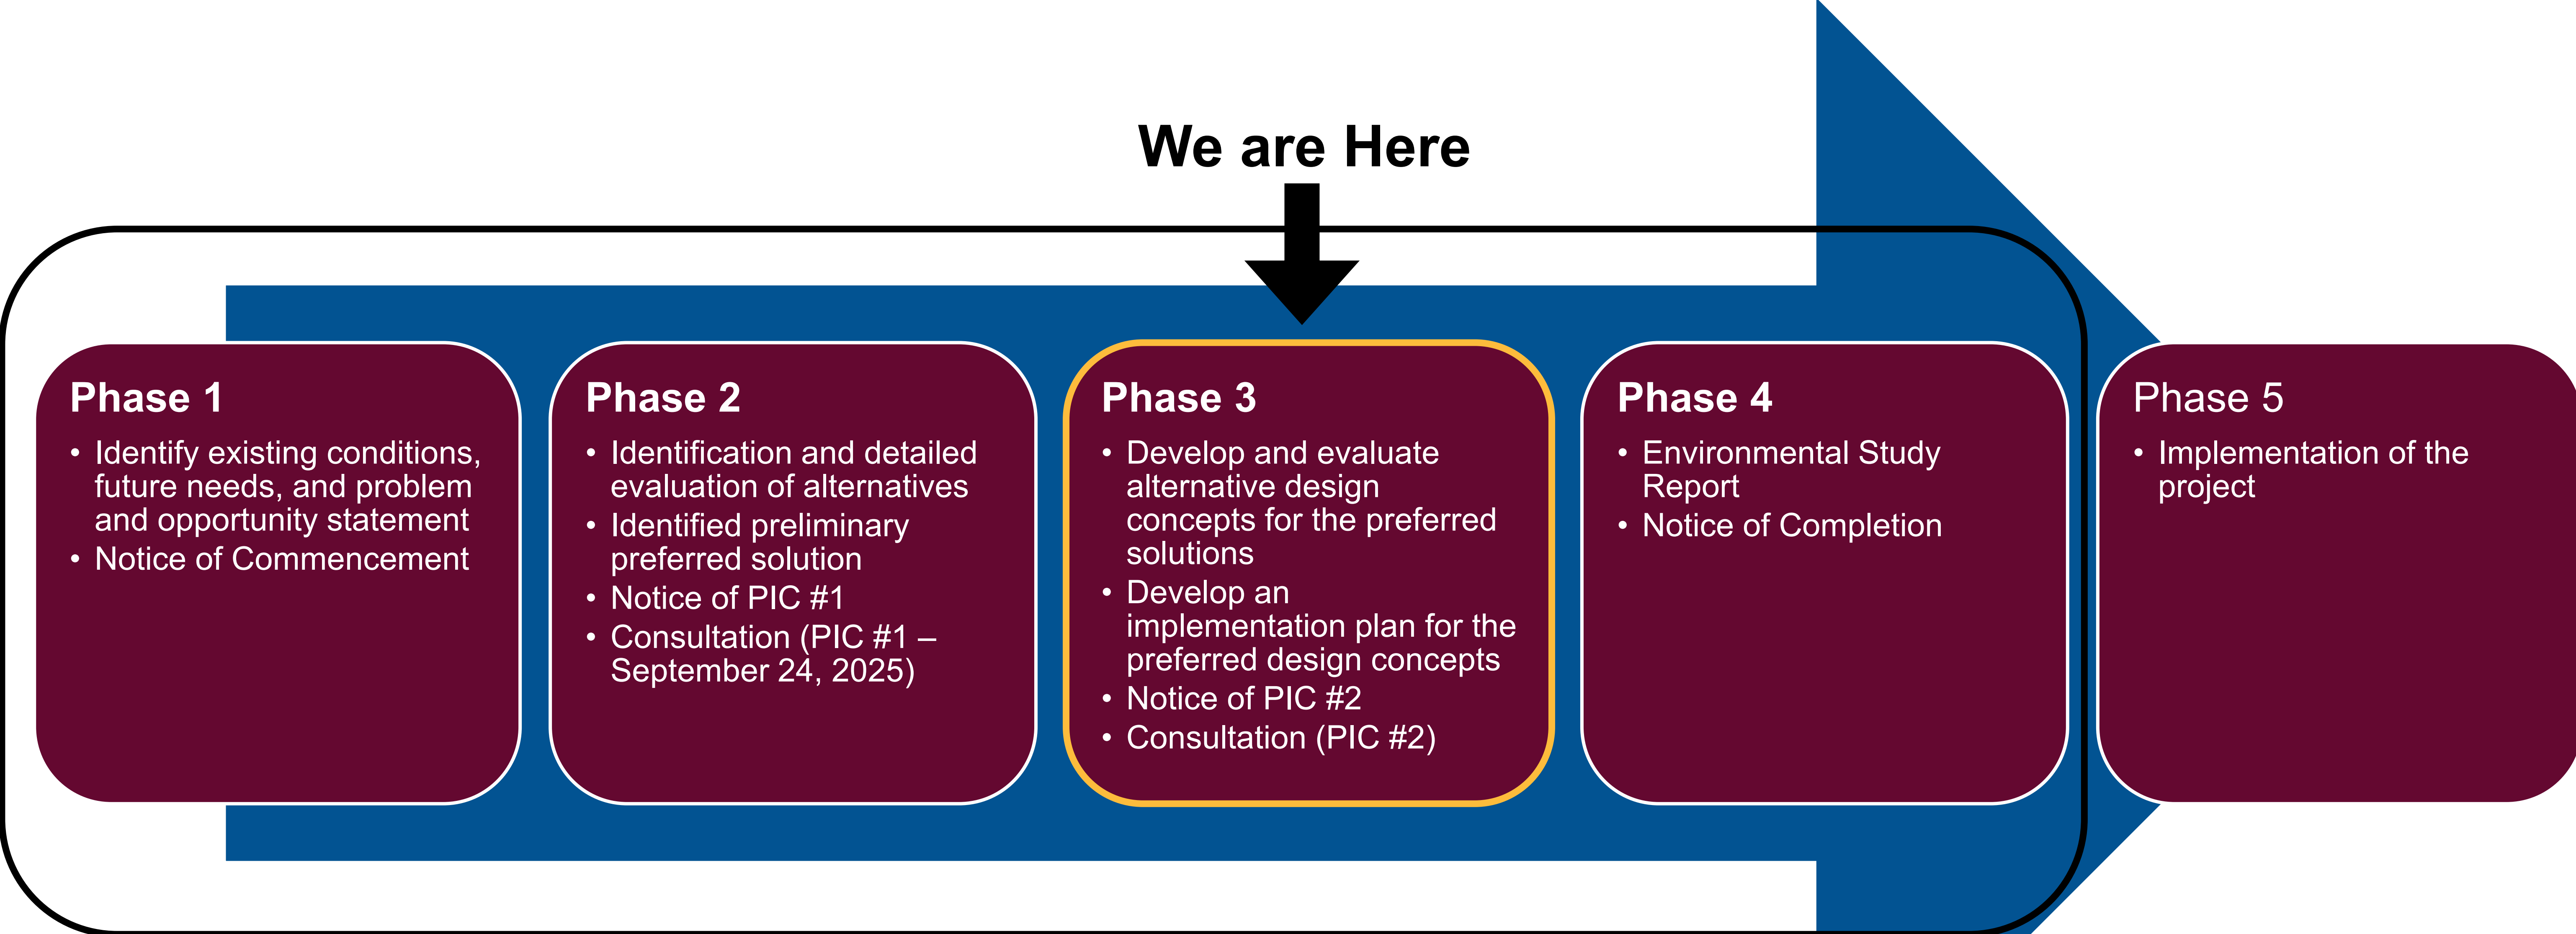 We are Here
Phase 1
• Identify existing conditions,
future needs, and problem
and opportunity statement
• Notice of Commencement
Phase 2
• Identification and detailed
evaluation of alternatives
• Identified preliminary
preferred solution
• Notice of PIC #1
• Consultation (PIC #1 –
September 24, 2025)
Phase 3
• Develop and evaluate
alternative design
concepts for the preferred
solutions
• Develop an
implementation plan for the
preferred design concepts
• Notice of PIC #2
• Consultation (PIC #2)
Phase 4
• Environmental Study
Report
• Notice of Completion
Phase 5
• Implementation of the
project